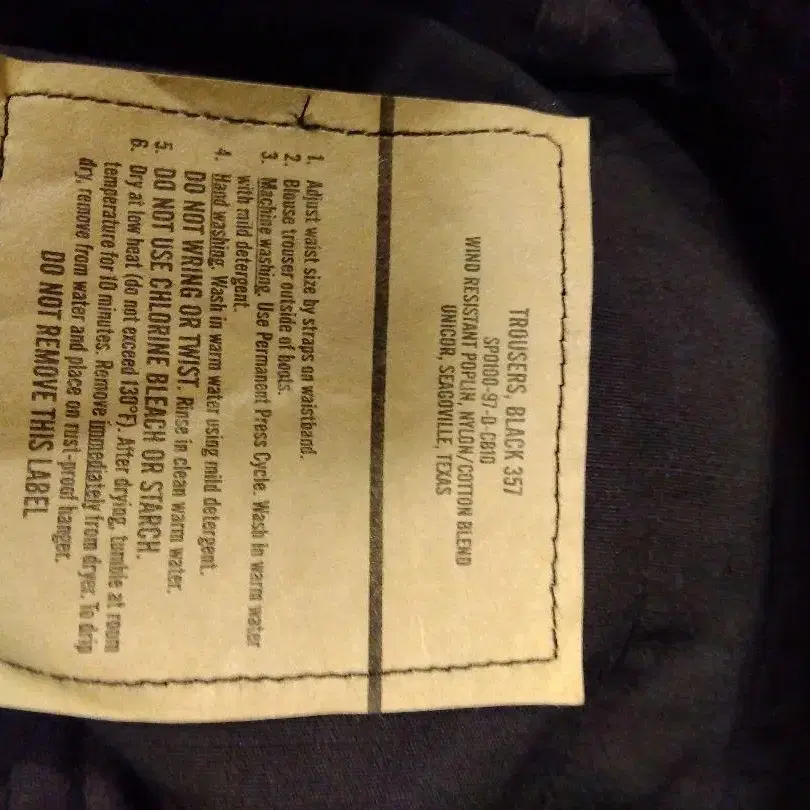 TROUSERS, BLACK 357
SPO100-97-D-CB10
WIND RESISTANT POPLIN, NYLON/COTTON BLEND
UNICOR, SEAGOVILLE, TEXAS
1. Adjust waist size by straps on waistband.
2. Blouse trouser outside of boots.
3. Machine washing. Use Permanent Press Cycle. Wash in warm water
with mild detergent.
4. Hand washing. Wash in warm water using mild detergent.
DO NOT WRING OR TWIST. Rinse in clean warm water.
5. DO NOT USE CHLORINE BLEACH OR STARCH.
6. Dry at low heat (do not exceed 130°F). After drying, tumble at room
temperature for 10 minutes. Remove immediately from dryer. To drip
dry, remove from water and place on rust-proof hanger.
DO NOT REMOVE THIS LABEL